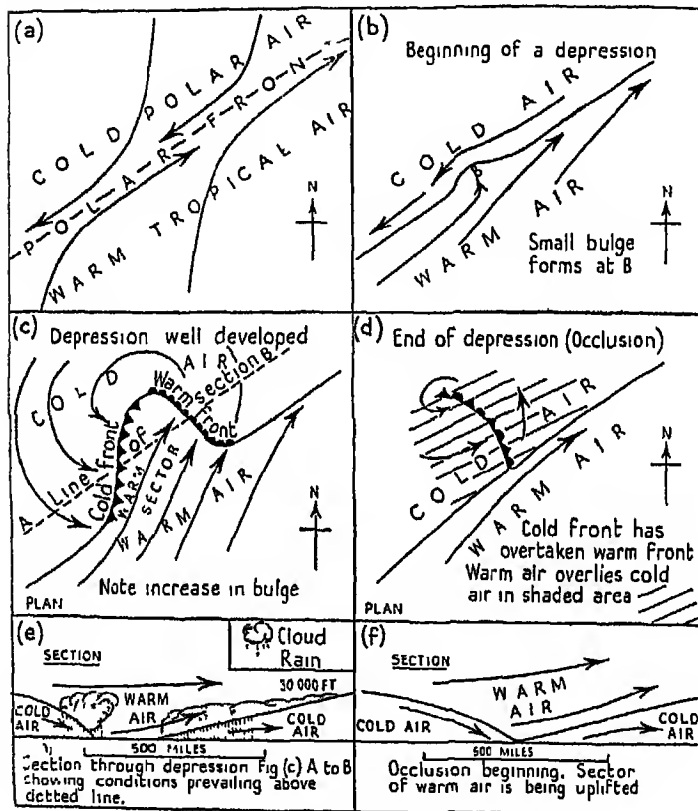 (a)
COLD POLAR AIR
POLAR FRONT
WARM TROPICAL AIR
N
(b)
Beginning of a depression
COLD AIR
B
WARM AIR
N
Small bulge
forms at B
(c)
Depression well developed
COLD AIR
Warm front
A Line of section B
Cold front
WARM SECTOR
WARM AIR
N
Note increase in bulge
PLAN
(d)
End of depression (Occlusion)
COLD AIR
WARM AIR
N
Cold front has
overtaken warm front
Warm air overlies cold
air in shaded area
PLAN
(e)
SECTION
Cloud
Rain
30 000 FT
WARM
AIR
COLD
AIR
COLD
AIR
500 MILES
Section through depression Fig (c) A to B
showing conditions prevailing above
dotted line.
(f)
SECTION
WARM
AIR
COLD AIR
COLD
AIR
500 MILES
Occlusion beginning. Sector
of warm air is being uplifted